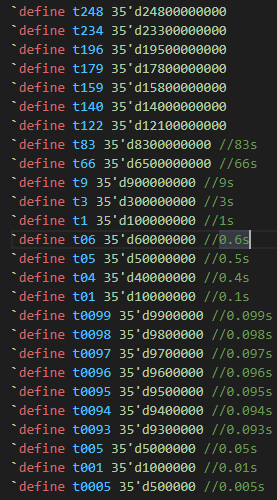 `define t248 35'd24800000000
`define t234 35'd23300000000
`define t196 35'd19500000000
`define t179 35'd17800000000
`define t159 35'd15800000000
`define t140 35'd14000000000
`define t122 35'd12100000000
`define t83 35'd8300000000 //83s
`define t66 35'd6500000000 //66s
`define t9 35'd900000000 //9s
`define t3 35'd300000000 //3s
`define t1 35'd100000000 //1s
`define t06 35'd60000000 //0.6s
`define t05 35'd50000000 //0.5s
`define t04 35'd40000000 //0.4s
`define t01 35'd10000000 //0.1s
`define t0099 35'd9900000 //0.099s
`define t0098 35'd9800000 //0.098s
`define t0097 35'd9700000 //0.097s
`define t0096 35'd9600000 //0.096s
`define t0095 35'd9500000 //0.095s
`define t0094 35'd9400000 //0.094s
`define t0093 35'd9300000 //0.093s
`define t005 35'd5000000 //0.05s
`define t001 35'd1000000 //0.01s
`define t0005 35'd500000 //0.005s